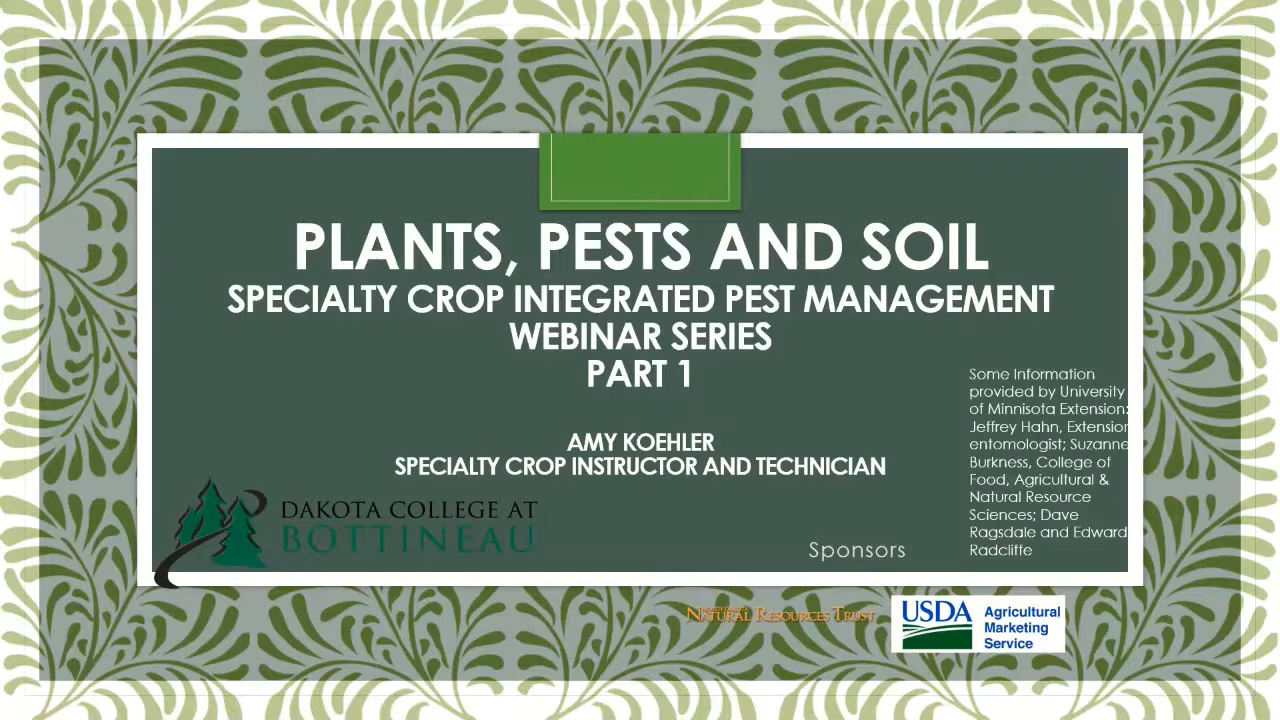 PLANTS, PESTS AND SOIL
SPECIALTY CROP INTEGRATED PEST MANAGEMENT
WEBINAR SERIES
PART 1
AMY KOEHLER
SPECIALTY CROP INSTRUCTOR AND TECHNICIAN
Some Information
provided by University
of Minnisota Extension:
Jeffrey Hahn, Extension
entomologist; Suzanne
Burkness, College of
Food, Agricultural &
Natural Resource
Sciences; Dave
Ragsdale and Edward
Radcliffe
DAKOTA COLLEGE AT
BOTTINEAU
Sponsors
NORTH DAKOTA
NATURAL RESOURCES TRUST
USDA
Agricultural
Marketing
Service